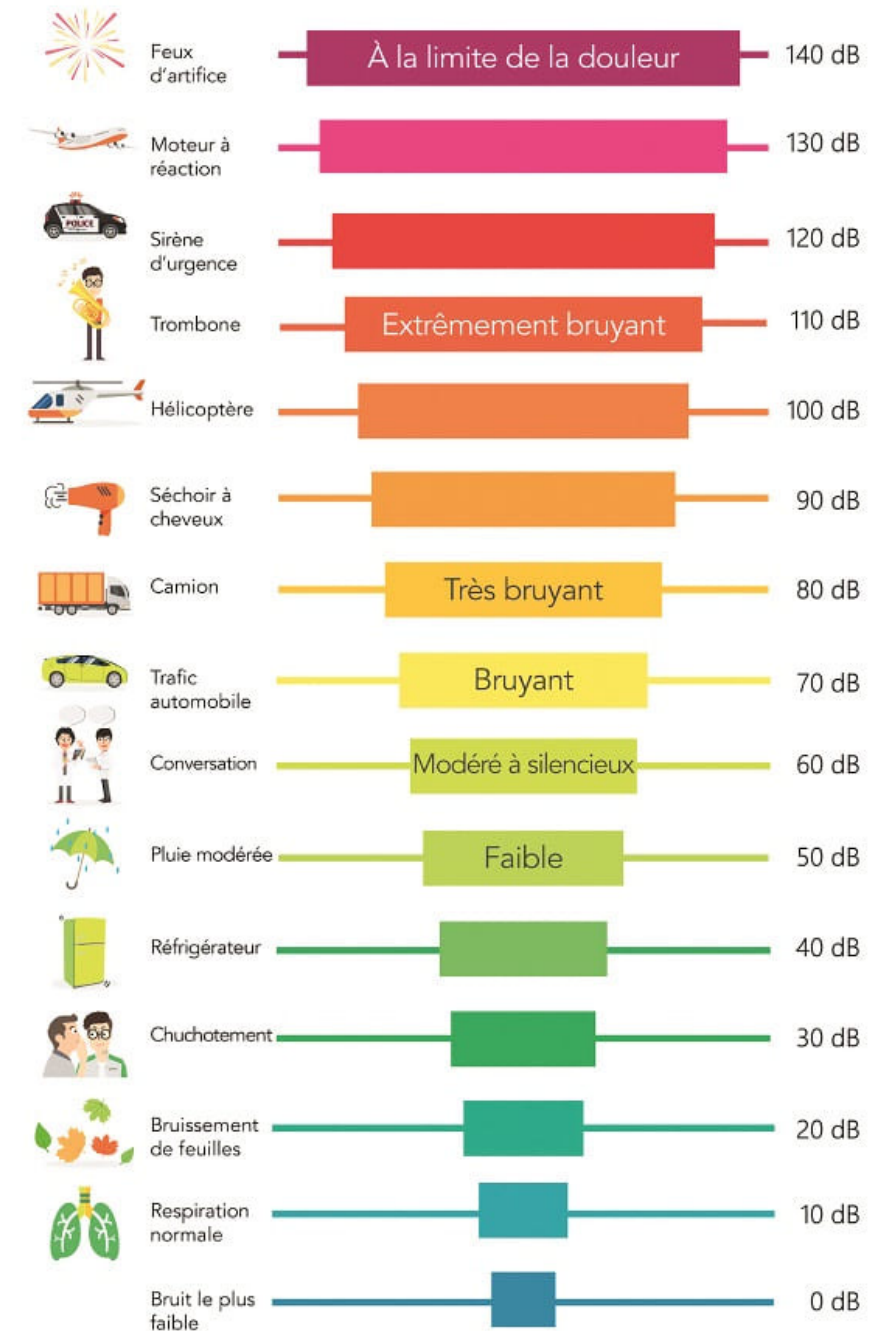 Feux
d'artifice
À la limite de la douleur
140 dB
Moteur à
réaction
130 dB
POLICE
Sirène
d'urgence
120 dB
Trombone
Extrêmement bruyant
110 dB
Hélicoptère
100 dB
Séchoir à
cheveux
90 dB
Camion
Très bruyant
80 dB
Trafic
automobile
Bruyant
70 dB
Conversation
Modéré à silencieux
60 dB
Pluie modérée
Faible
50 dB
Réfrigérateur
40 dB
Chuchotement
30 dB
Bruissement
de feuilles
20 dB
Respiration
normale
10 dB
Bruit le plus
faible
0 dB